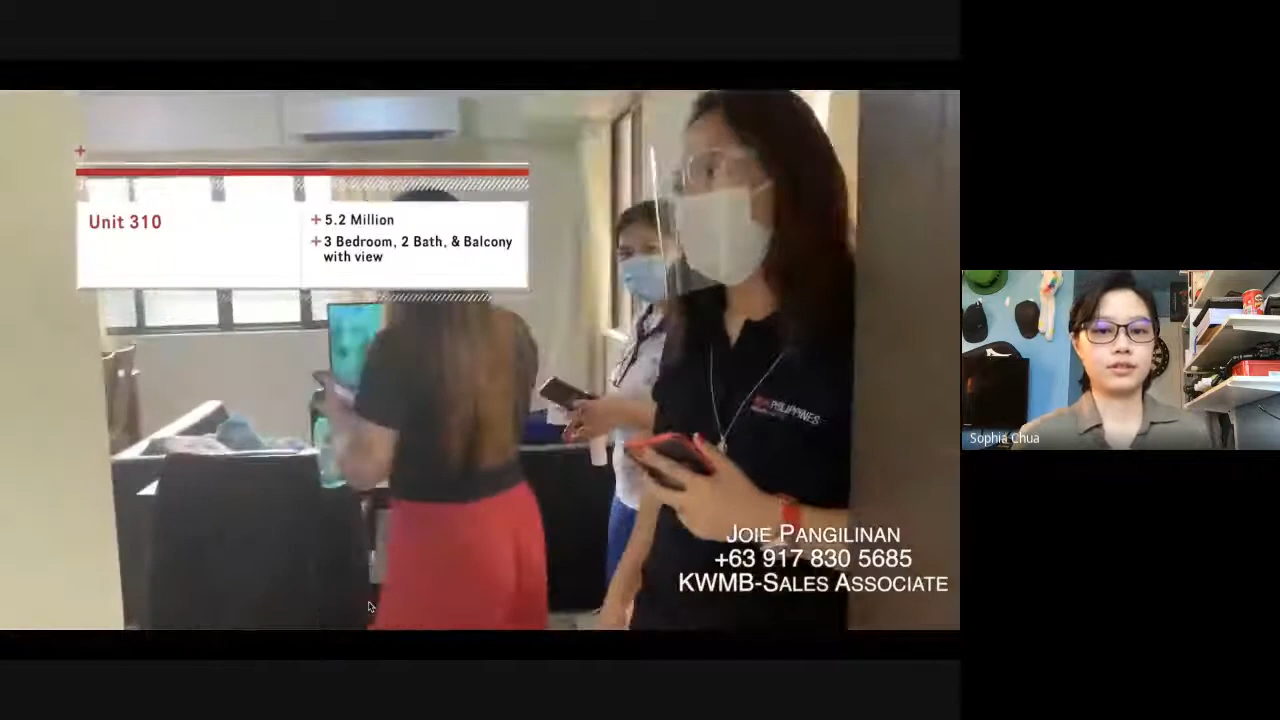 Unit 310
5.2 Million
3 Bedroom, 2 Bath, & Balcony
with view
PHILIPPINES
JOIE PANGILINAN
+63 917 830 5685
KWMB-SALES ASSOCIATE
Sophia Chua